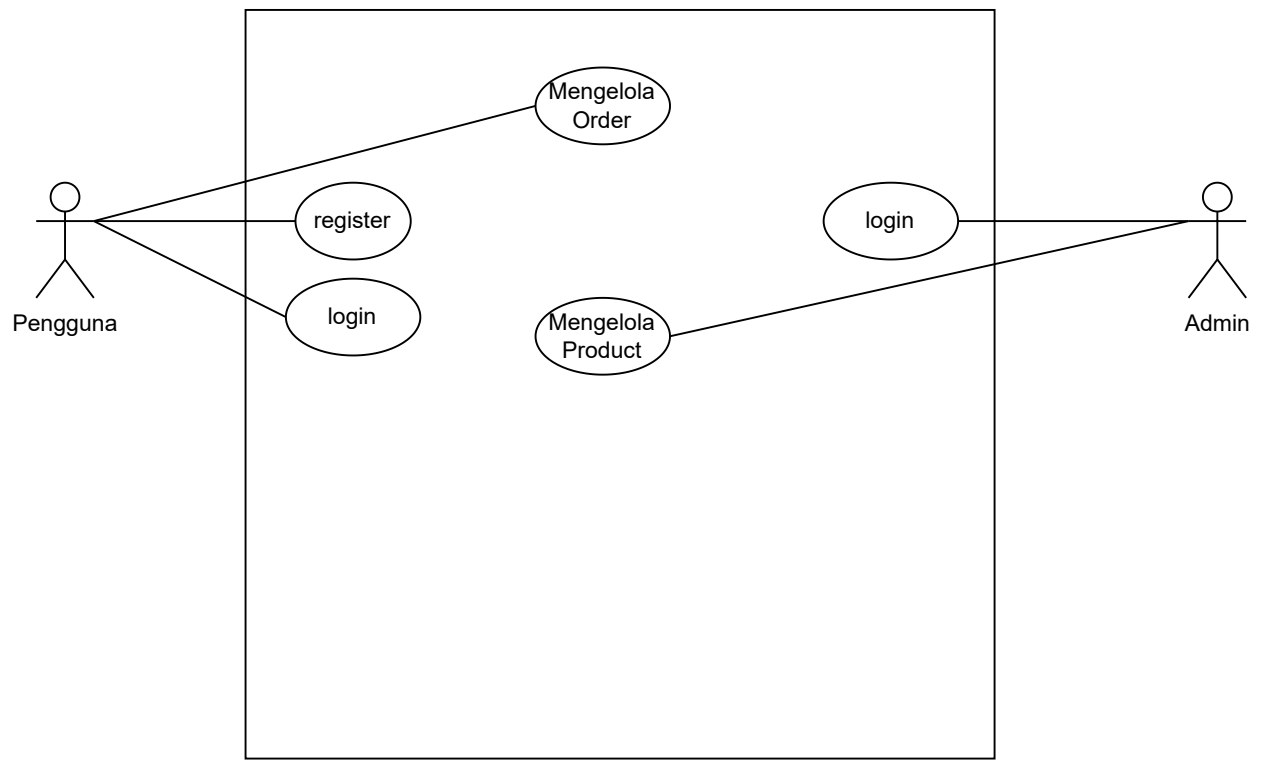 Mengelola
Order
register
login
login
Mengelola
Product
Pengguna
Admin